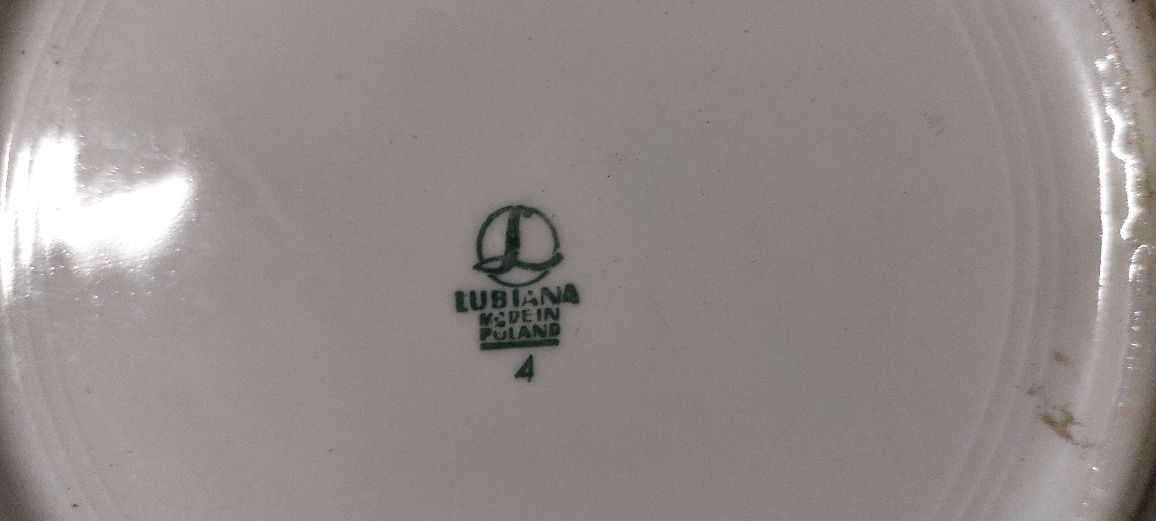 L
LUBIANA
MADE IN
POLAND
4